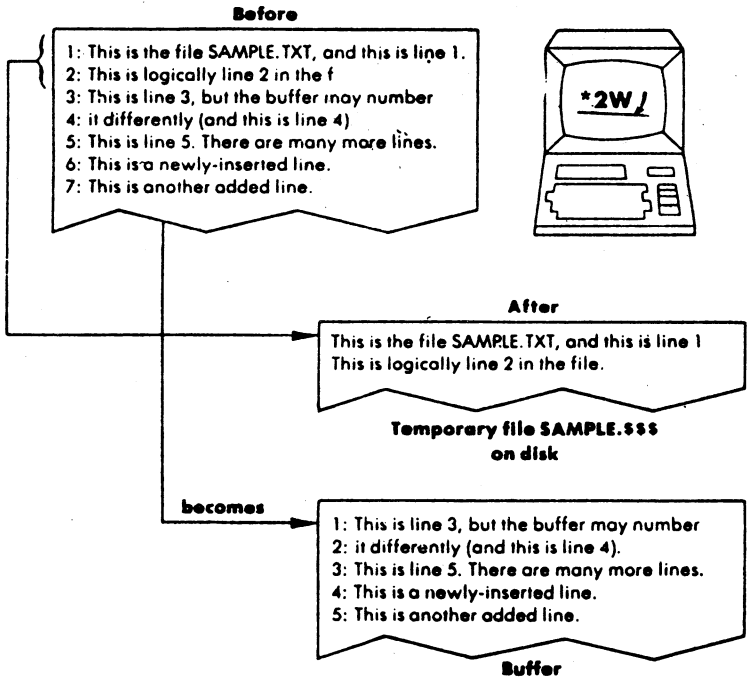 Before
1: This is the file SAMPLE.TXT, and this is line 1.
2: This is logically line 2 in the f
3: This is line 3, but the buffer may number
4: it differently (and this is line 4)
5: This is line 5. There are many more lines.
6: This is a newly-inserted line.
7: This is another added line.
*2W
After
This is the file SAMPLE.TXT, and this is line 1
This is logically line 2 in the file.
Temporary file SAMPLE.$$$
on disk
becomes
1: This is line 3, but the buffer may number
2: it differently (and this is line 4).
3: This is line 5. There are many more lines.
4: This is a newly-inserted line.
5: This is another added line.
Buffer